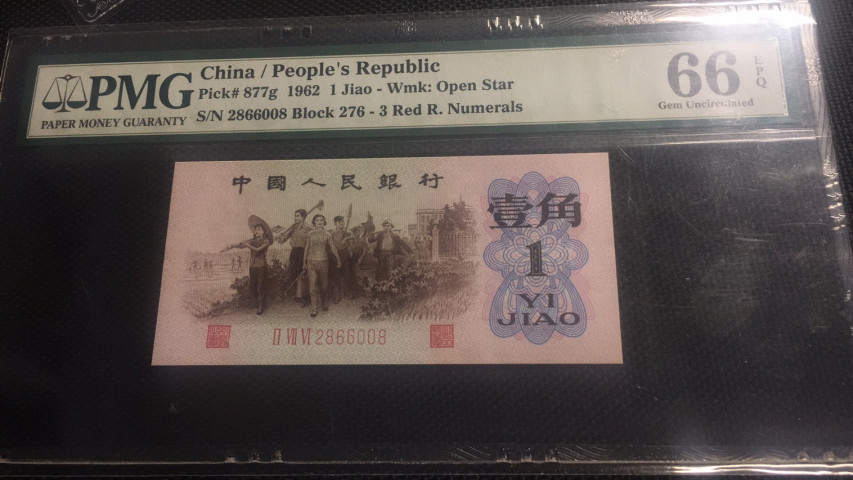 PMG
PAPER MONEY GUARANTY
China / People's Republic
Pick# 877g 1962 1 Jiao - Wmk: Open Star
S/N 2866008 Block 276 - 3 Red R. Numerals
66 EPQ
Gem Uncirculated
中國人民銀行
壹角
1
YI
JIAO
II VII VI 2866008